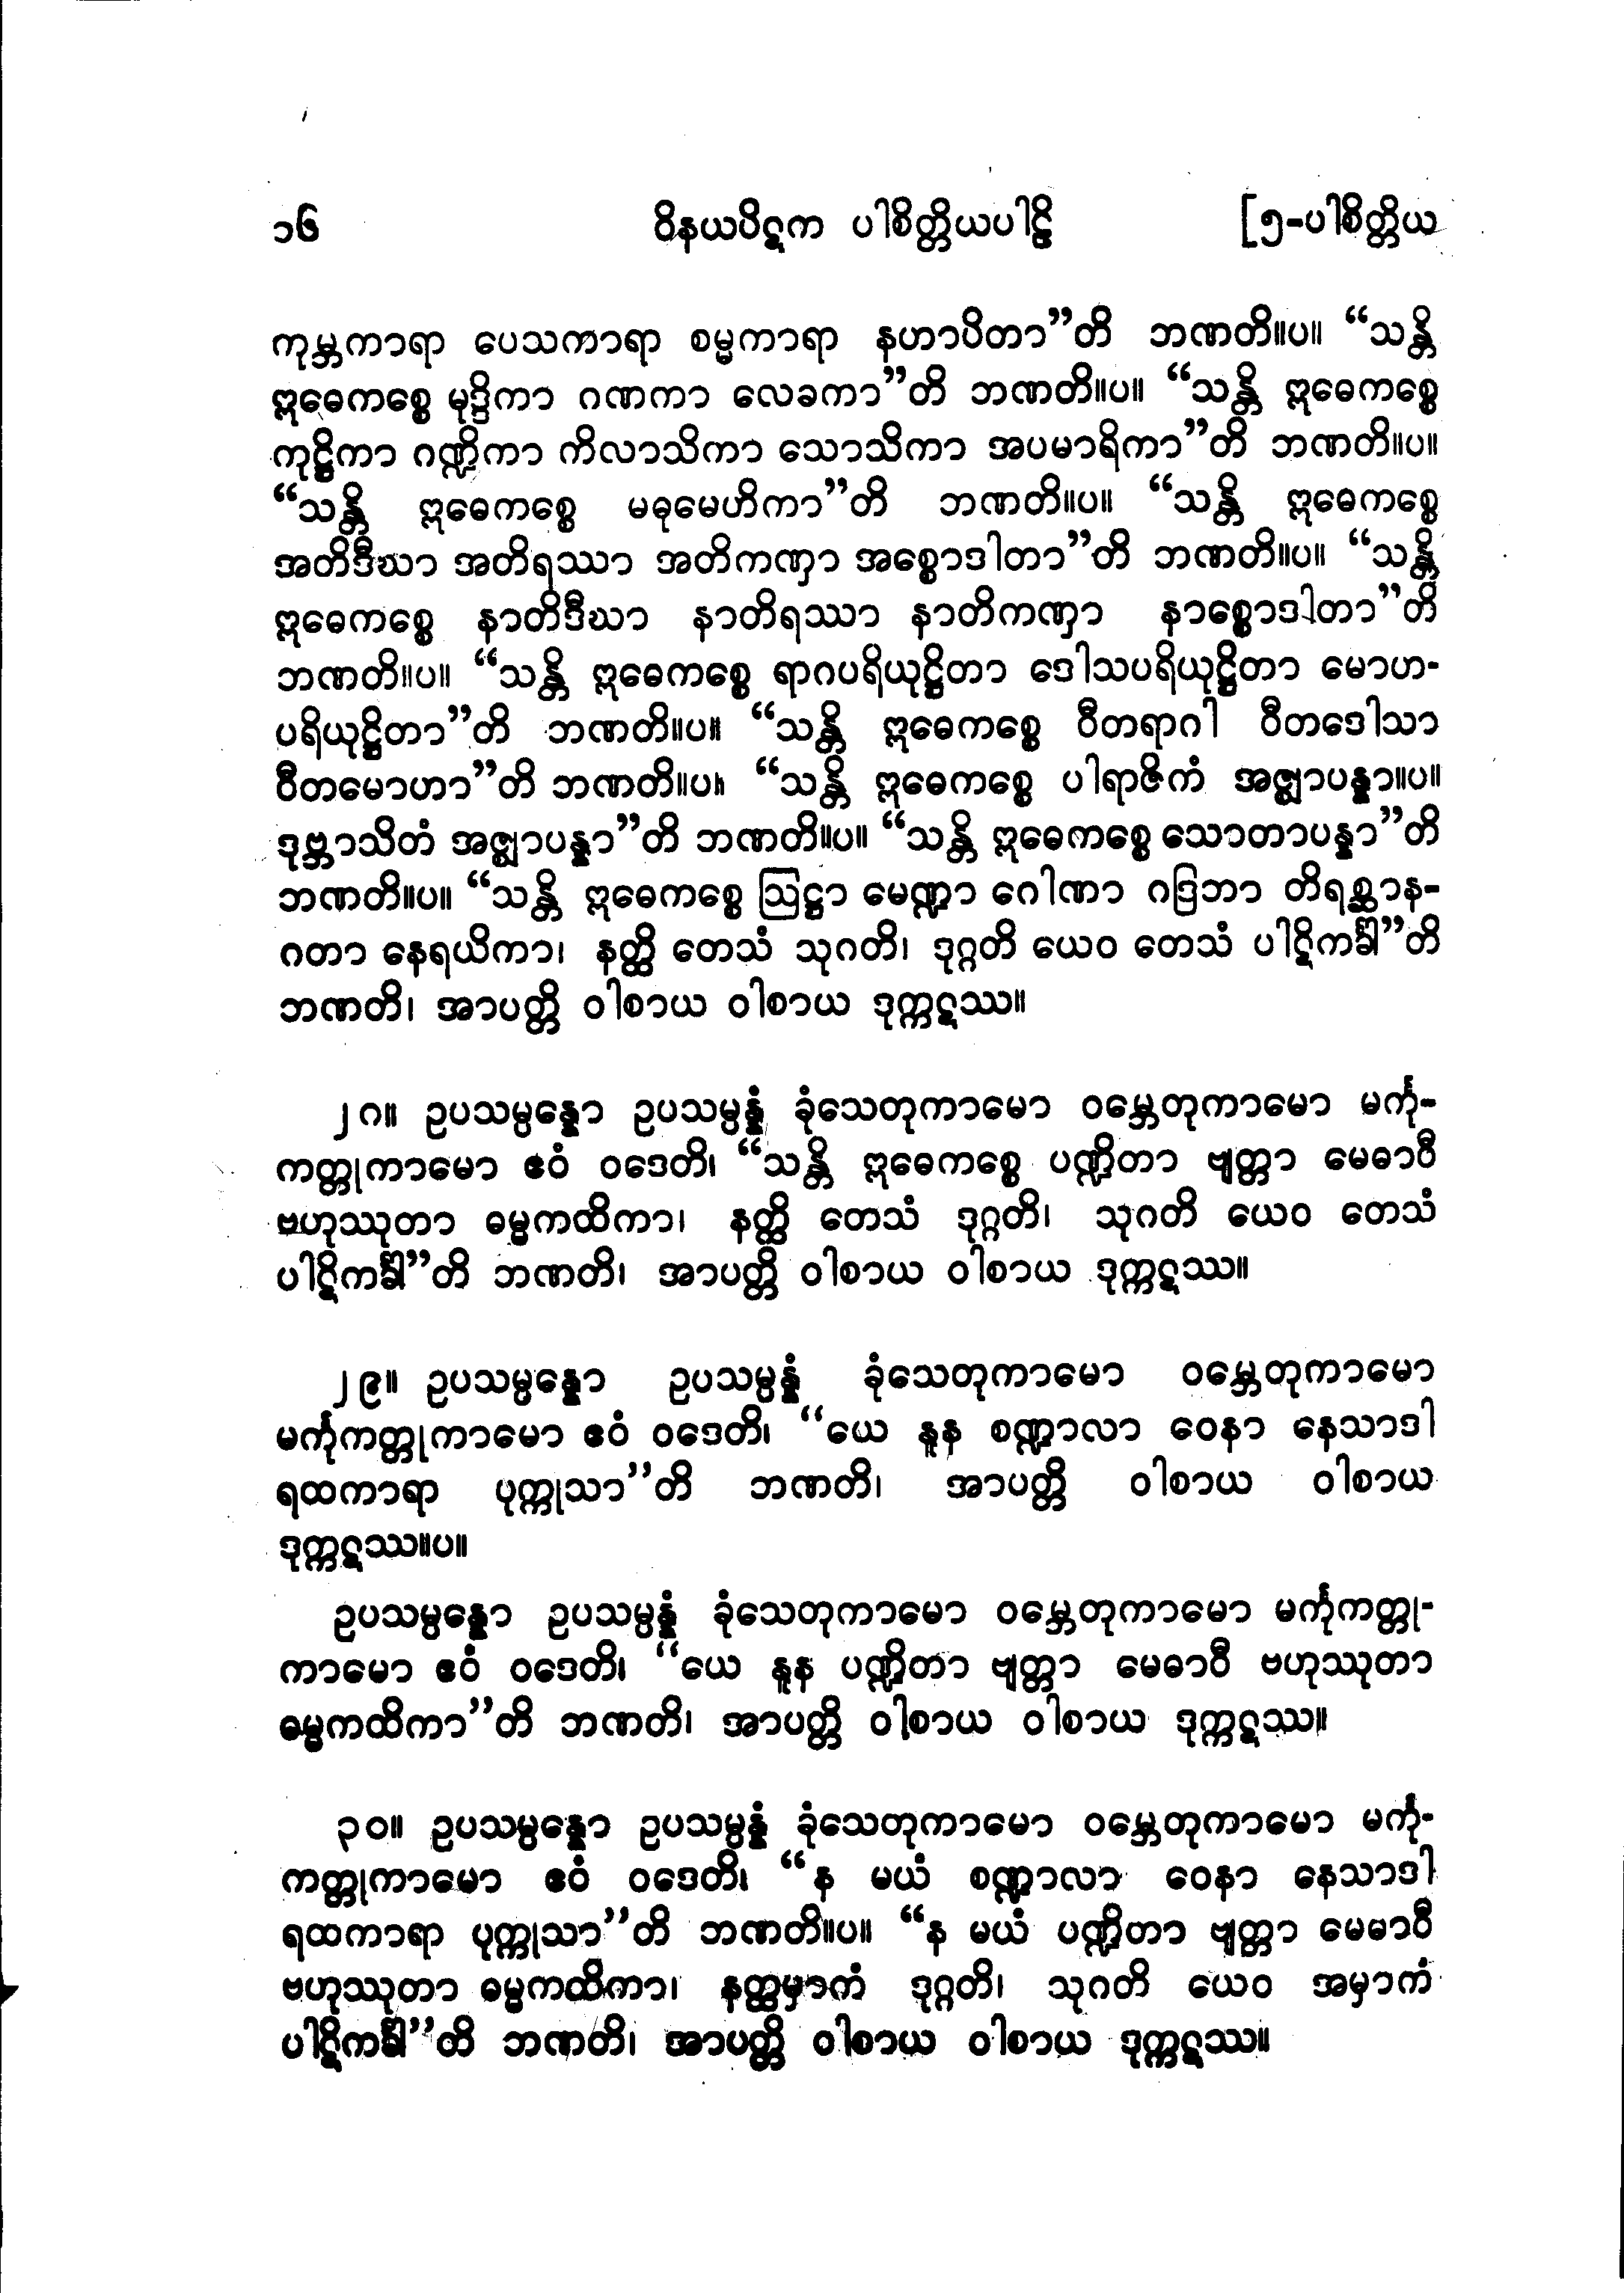 ၁၆ ဝိနယပိဋက ပါစိတ္တိယပါဠိ [၅-ပါစိတ္တိယ
ကုမ္ဘကာရာ ပေသကာရာ စမ္မကာရာ နဟာပိတာ”တိ ဘဏတိ။ပ။ “သန္တိ
ဣဓေကစ္စေ မုဒ္ဒိကာ ဂဏကာ လေခကာ”တိ ဘဏတိ။ပ။ “သန္တိ ဣဓေကစ္စေ
ကုဋ္ဌိကာ ဂဏ္ဍိကာ ကိလာသိကာ သောသိကာ အပမာရိကာ”တိ ဘဏတိ။ပ။
“သန္တိ ဣဓေကစ္စေ မဓုမေဟိကာ”တိ ဘဏတိ။ပ။ “သန္တိ ဣဓေကစ္စေ
အတိဒီဃာ အတိရဿာ အတိကဏှာ အစ္စောဒါတာ”တိ ဘဏတိ။ပ။ “သန္တိ
ဣဓေကစ္စေ နာတိဒီဃာ နာတိရဿာ နာတိကဏှာ နာစ္စောဒါတာ”တိ
ဘဏတိ။ပ။ “သန္တိ ဣဓေကစ္စေ ရာဂပရိယုဋ္ဌိတာ ဒေါသပရိယုဋ္ဌိတာ မောဟ-
ပရိယုဋ္ဌိတာ”တိ ဘဏတိ။ပ။ “သန္တိ ဣဓေကစ္စေ ဝီတရာဂါ ဝီတဒေါသာ
ဝီတမောဟာ”တိ ဘဏတိ။ပ။ “သန္တိ ဣဓေကစ္စေ ပါရာဇိကံ အဇ္ဈာပန္နာ။ပ။
ဒုဗ္ဘာသိတံ အဇ္ဈာပန္နာ”တိ ဘဏတိ။ပ။ “သန္တိ ဣဓေကစ္စေ သောတာပန္နာ”တိ
ဘဏတိ။ပ။ “သန္တိ ဣဓေကစ္စေ ဩဋ္ဌာ မေဏ္ဍာ ဂေါဏာ ဂဒြဘာ တိရစ္ဆာန-
ဂတာ နေရယိကာ၊ နတ္ထိ တေသံ သုဂတိ၊ ဒုဂ္ဂတိ ယေဝ တေသံ ပါဋိကင်္ခါ”တိ
ဘဏတိ၊ အာပတ္တိ ဝါစာယ ဝါစာယ ဒုက္ကဋဿ။
၂၈။ ဥပသမ္ပန္နော ဥပသမ္ပန္နံ ခုံသေတုကာမော ဝမ္ဘေတုကာမော မင်္ကု-
ကတ္တုကာမော ဧဝံ ဝဒေတိ၊ “သန္တိ ဣဓေကစ္စေ ပဏ္ဍိတာ ဗျတ္တာ မေဓာဝီ
ဗဟုဿုတာ ဓမ္မကထိကာ၊ နတ္ထိ တေသံ ဒုဂ္ဂတိ၊ သုဂတိ ယေဝ တေသံ
ပါဋိကင်္ခါ”တိ ဘဏတိ၊ အာပတ္တိ ဝါစာယ ဝါစာယ ဒုက္ကဋဿ။
၂၉။ ဥပသမ္ပန္နော ဥပသမ္ပန္နံ ခုံသေတုကာမော ဝမ္ဘေတုကာမော
မင်္ကုကတ္တုကာမော ဧဝံ ဝဒေတိ၊ “ယေ နူန စဏ္ဍာလာ ဝေနာ နေသာဒါ
ရထကာရာ ပုက္ကုသာ”တိ ဘဏတိ၊ အာပတ္တိ ဝါစာယ ဝါစာယ
ဒုက္ကဋဿ။ပ။
ဥပသမ္ပန္နော ဥပသမ္ပန္နံ ခုံသေတုကာမော ဝမ္ဘေတုကာမော မင်္ကုကတ္တု-
ကာမော ဧဝံ ဝဒေတိ၊ “ယေ နူန ပဏ္ဍိတာ ဗျတ္တာ မေဓာဝီ ဗဟုဿုတာ
ဓမ္မကထိကာ”တိ ဘဏတိ၊ အာပတ္တိ ဝါစာယ ဝါစာယ ဒုက္ကဋဿ။
၃၀။ ဥပသမ္ပန္နော ဥပသမ္ပန္နံ ခုံသေတုကာမော ဝမ္ဘေတုကာမော မင်္ကု-
ကတ္တုကာမော ဧဝံ ဝဒေတိ၊ “န မယံ စဏ္ဍာလာ ဝေနာ နေသာဒါ
ရထကာရာ ပုက္ကုသာ”တိ ဘဏတိ။ပ။ “န မယံ ပဏ္ဍိတာ ဗျတ္တာ မေဓာဝီ
ဗဟုဿုတာ ဓမ္မကထိကာ၊ နတ္ထမှာကံ ဒုဂ္ဂတိ၊ သုဂတိ ယေဝ အမှာကံ
ပါဋိကင်္ခါ”တိ ဘဏတိ၊ အာပတ္တိ ဝါစာယ ဝါစာယ ဒုက္ကဋဿ။